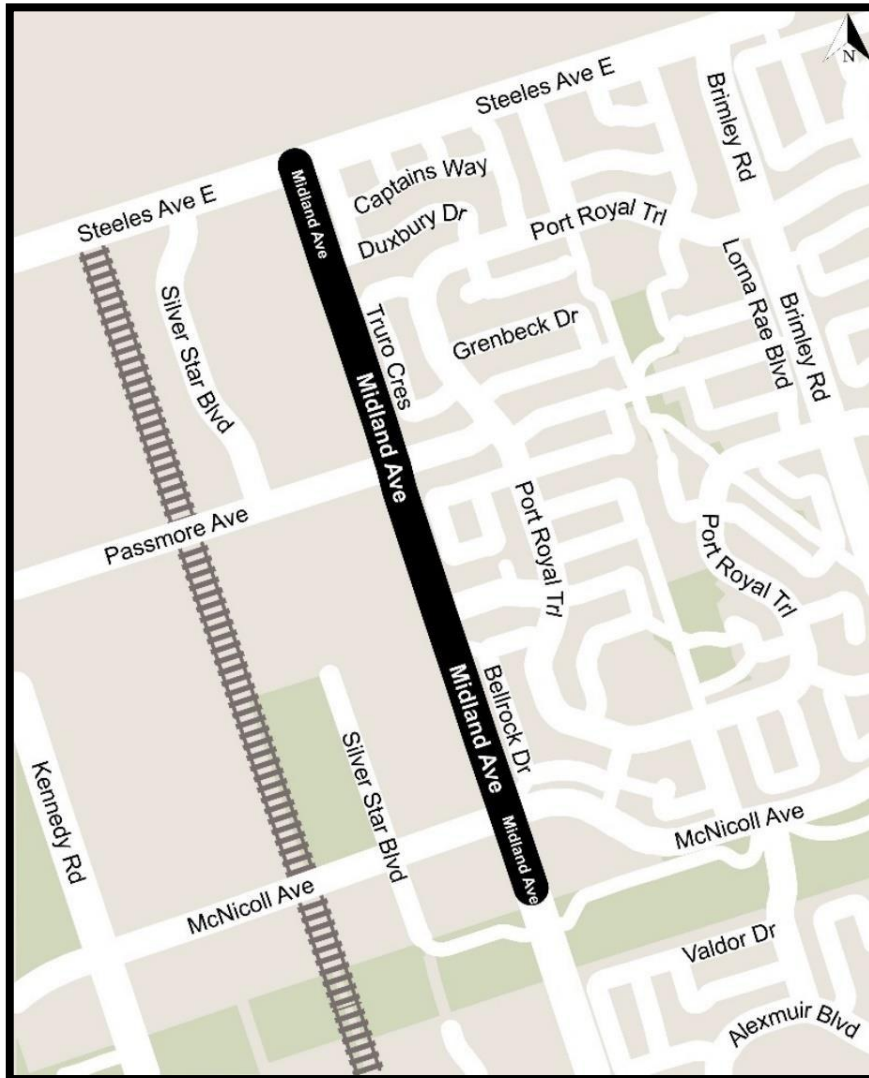 N
Steeles Ave E
Brimley Rd
Midland Ave
Captains Way
Steeles Ave E
Duxbury Dr
Port Royal Trl
Silver Star Blvd
Truro Cres
Grenbeck Dr
Lorna Rae Blvd
Brimley Rd
Midland Ave
Passmore Ave
Port Royal Trl
Port Royal Trl
Midland Ave
Bellrock Dr
Silver Star Blvd
Kennedy Rd
Midland Ave
McNicoll Ave
McNicoll Ave
Valdor Dr
Alexmuir Blvd